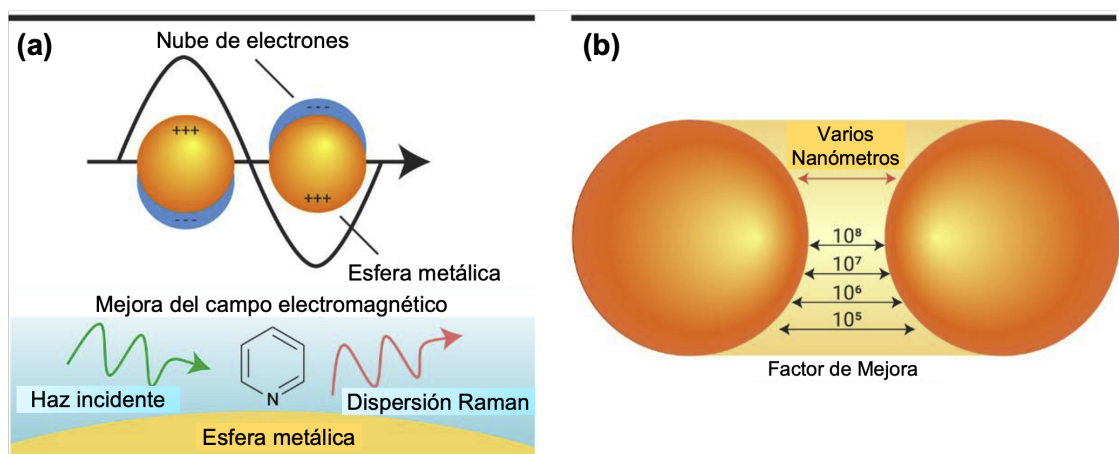 (a)
Nube de electrones
+++
- - -
- - -
+++
Esfera metálica
Mejora del campo electromagnético
N
Haz incidente
Dispersión Raman
Esfera metálica
(b)
Varios
Nanómetros
10⁸
10⁷
10⁶
10⁵
Factor de Mejora